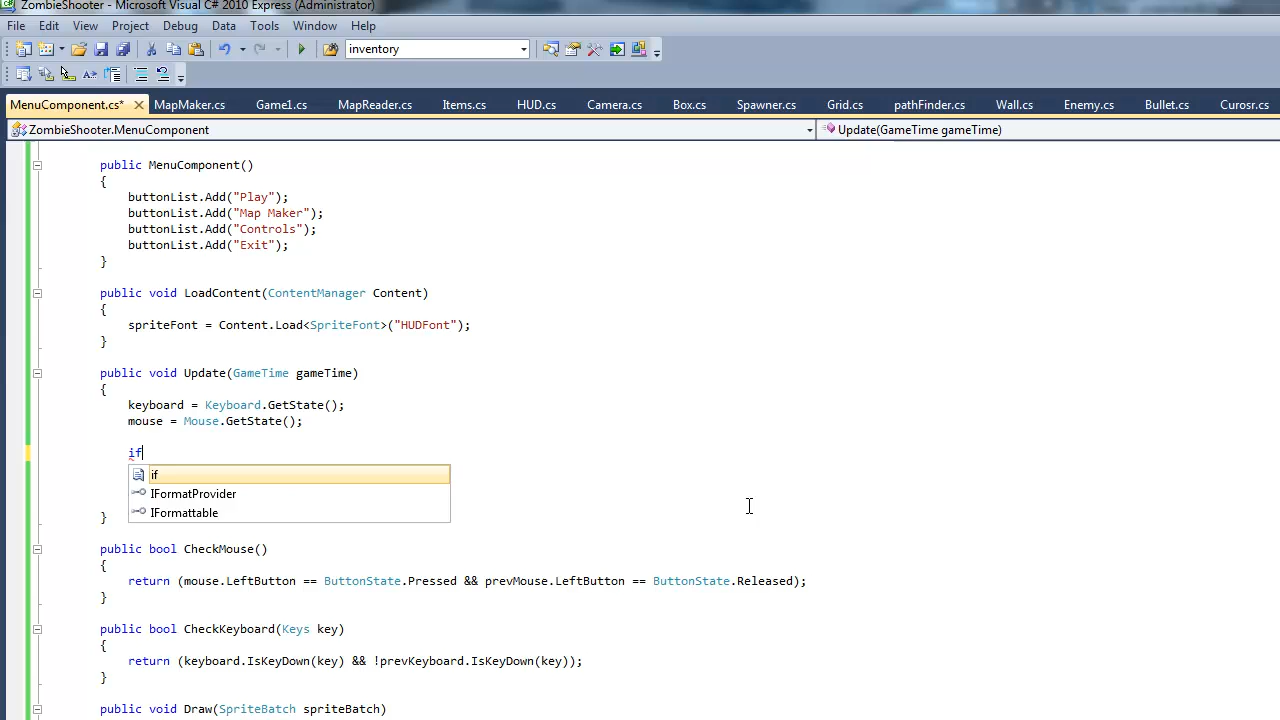 ZombieShooter - Microsoft Visual C# 2010 Express (Administrator)
File Edit View Project Debug Data Tools Window Help
inventory
MenuComponent.cs* MapMaker.cs Game1.cs MapReader.cs Items.cs HUD.cs Camera.cs Box.cs Spawner.cs Grid.cs pathFinder.cs Wall.cs Enemy.cs Bullet.cs Curosr.cs
ZombieShooter.MenuComponent Update(GameTime gameTime)
public MenuComponent()
{
buttonList.Add("Play");
buttonList.Add("Map Maker");
buttonList.Add("Controls");
buttonList.Add("Exit");
}
public void LoadContent(ContentManager Content)
{
spriteFont = Content.Load<SpriteFont>("HUDFont");
}
public void Update(GameTime gameTime)
{
keyboard = Keyboard.GetState();
mouse = Mouse.GetState();
if
if
IFormatProvider
IFormattable
}
public bool CheckMouse()
{
return (mouse.LeftButton == ButtonState.Pressed && prevMouse.LeftButton == ButtonState.Released);
}
public bool CheckKeyboard(Keys key)
{
return (keyboard.IsKeyDown(key) && !prevKeyboard.IsKeyDown(key));
}
public void Draw(SpriteBatch spriteBatch)